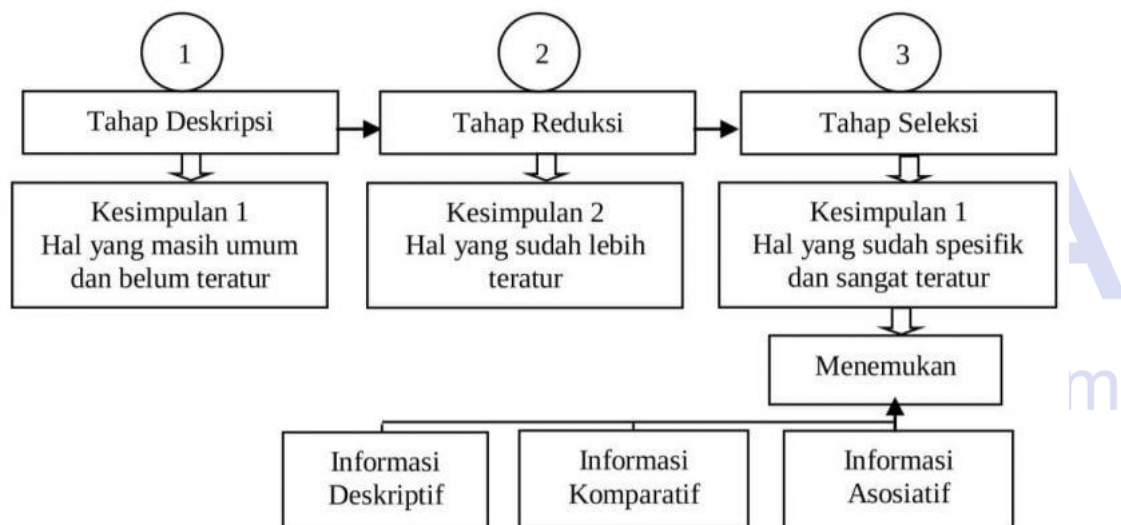 1
2
3
Tahap Deskripsi
Tahap Reduksi
Tahap Seleksi
Kesimpulan 1
Hal yang masih umum
dan belum teratur
Kesimpulan 2
Hal yang sudah lebih
teratur
Kesimpulan 1
Hal yang sudah spesifik
dan sangat teratur
Menemukan
Informasi
Deskriptif
Informasi
Komparatif
Informasi
Asosiatif
A
m